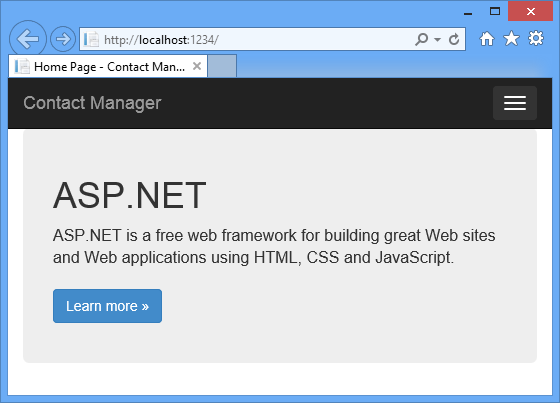 http://localhost:1234/
Home Page - Contact Man...
Contact Manager
ASP.NET
ASP.NET is a free web framework for building great Web sites
and Web applications using HTML, CSS and JavaScript.
Learn more »